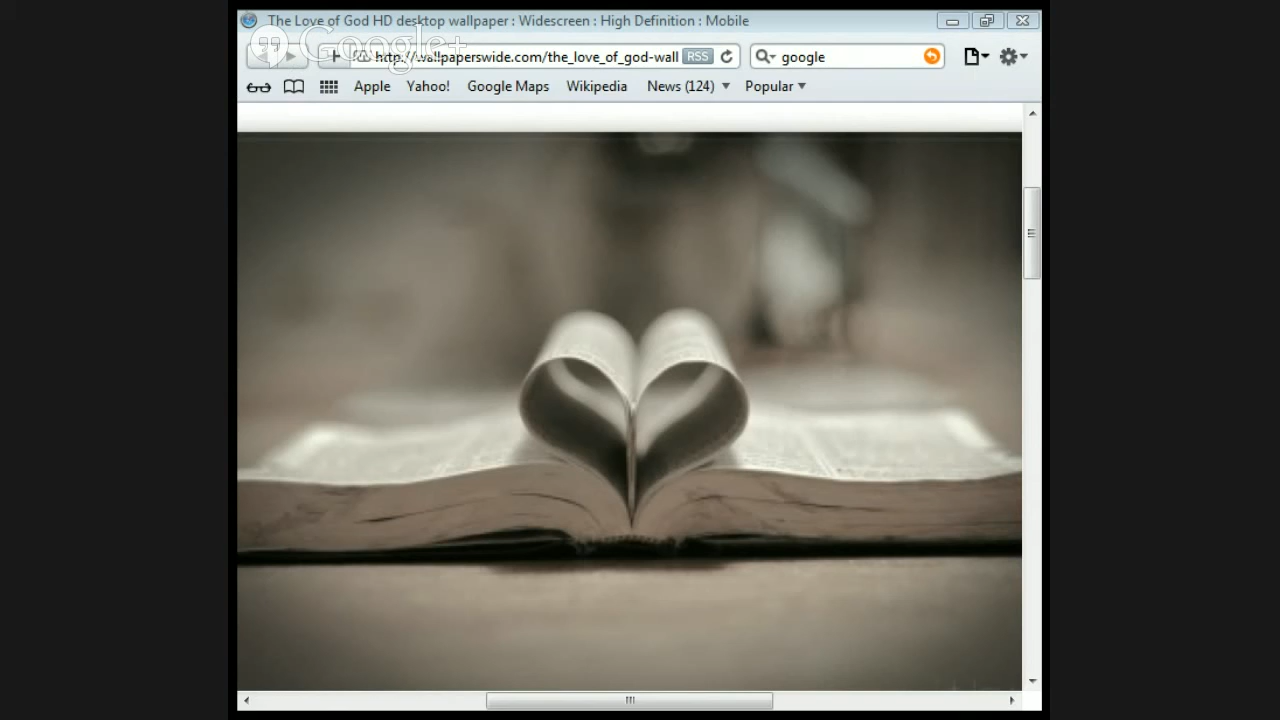 The Love of God HD desktop wallpaper : Widescreen : High Definition : Mobile
Google+
http://wallpaperswide.com/the_love_of_god-wall RSS google
Apple Yahoo! Google Maps Wikipedia News (124) Popular